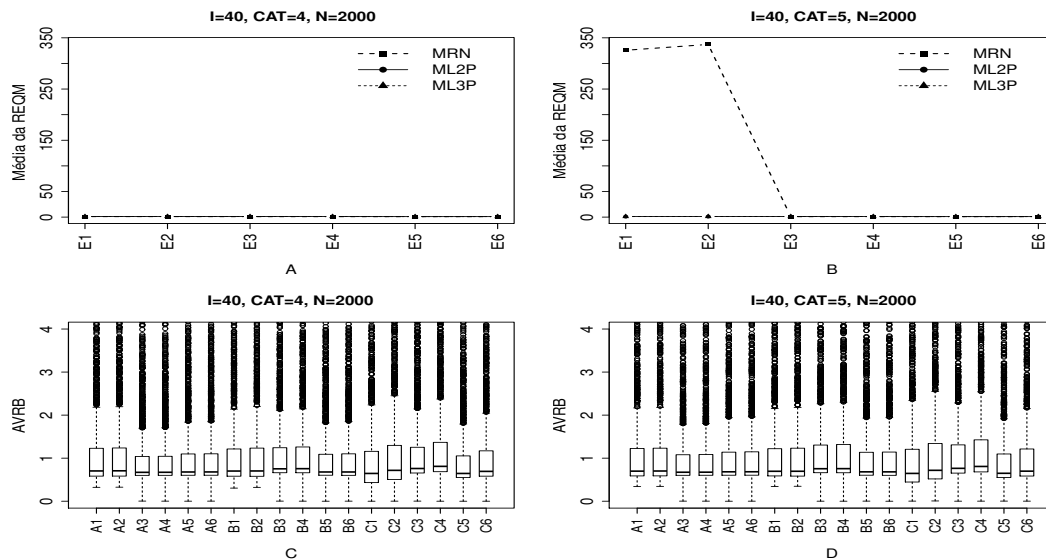 I=40, CAT=4, N=2000
Média da REQM
350
250
150
50
0
MRN
ML2P
ML3P
E1 E2 E3 E4 E5 E6
A
I=40, CAT=5, N=2000
Média da REQM
350
250
150
50
0
MRN
ML2P
ML3P
E1 E2 E3 E4 E5 E6
B
I=40, CAT=4, N=2000
AVRB
4
3
2
1
0
A1 A2 A3 A4 A5 A6 B1 B2 B3 B4 B5 B6 C1 C2 C3 C4 C5 C6
C
I=40, CAT=5, N=2000
AVRB
4
3
2
1
0
A1 A2 A3 A4 A5 A6 B1 B2 B3 B4 B5 B6 C1 C2 C3 C4 C5 C6
D